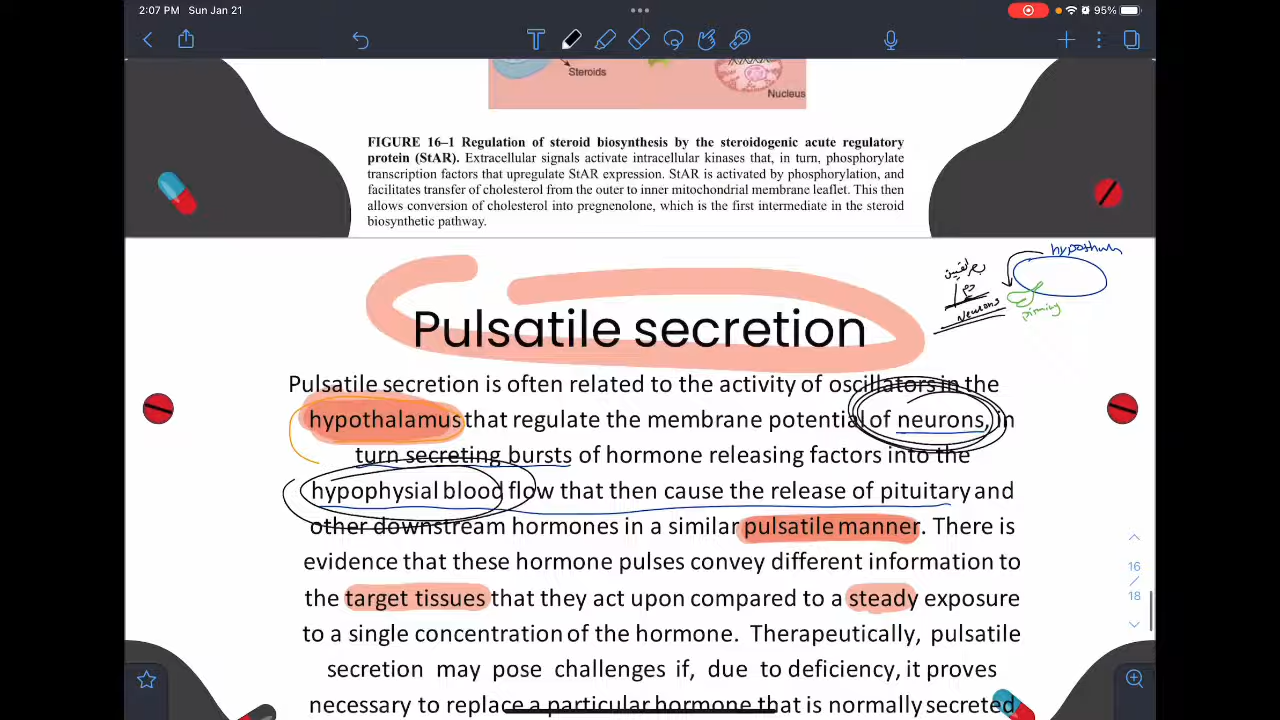 2:07 PM Sun Jan 21
95%
Steroids
Nucleus
FIGURE 16–1 Regulation of steroid biosynthesis by the steroidogenic acute regulatory
protein (StAR). Extracellular signals activate intracellular kinases that, in turn, phosphorylate
transcription factors that upregulate StAR expression. StAR is activated by phosphorylation, and
facilitates transfer of cholesterol from the outer to inner mitochondrial membrane leaflet. This then
allows conversion of cholesterol into pregnenolone, which is the first intermediate in the steroid
biosynthetic pathway.
Neurons
Pulsatile secretion
Pulsatile secretion is often related to the activity of oscillators in the
hypothalamus that regulate the membrane potential of neurons, in
turn secreting bursts of hormone releasing factors into the
hypophysial blood flow that then cause the release of pituitary and
other downstream hormones in a similar pulsatile manner. There is
evidence that these hormone pulses convey different information to
the target tissues that they act upon compared to a steady exposure
to a single concentration of the hormone. Therapeutically, pulsatile
secretion may pose challenges if, due to deficiency, it proves
necessary to replace a particular hormone that is normally secreted
16
/
18